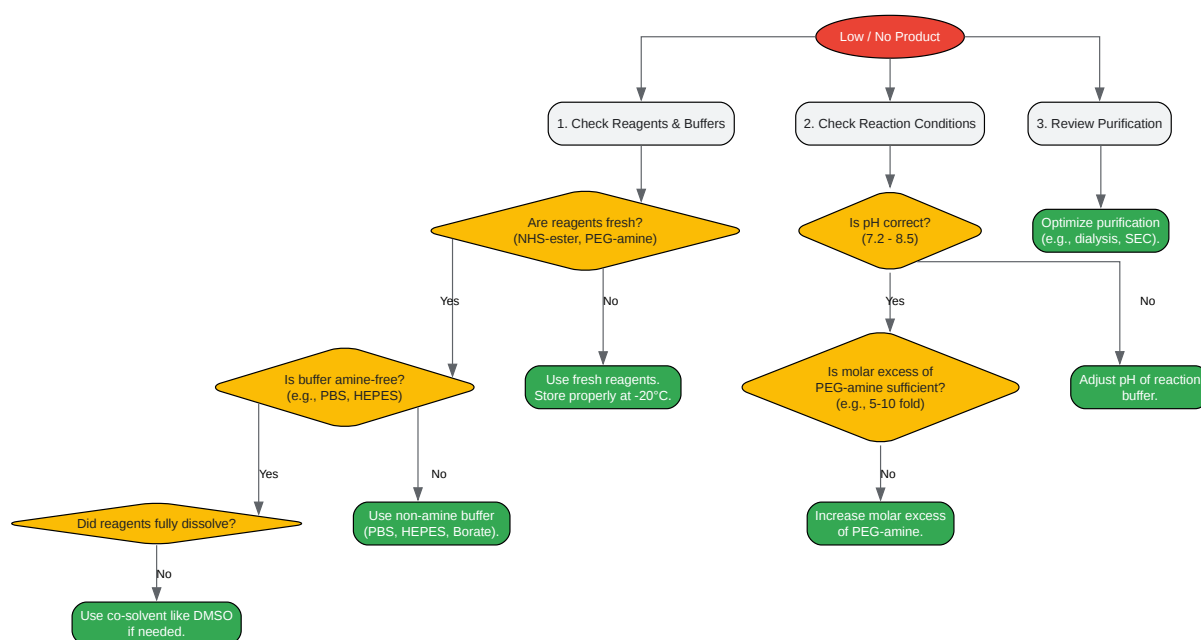 Low / No Product
1. Check Reagents & Buffers
2. Check Reaction Conditions
3. Review Purification
Are reagents fresh?
(NHS-ester, PEG-amine)
Is pH correct?
(7.2 - 8.5)
Optimize purification
(e.g., dialysis, SEC).
Yes
No
Yes
No
Is buffer amine-free?
(e.g., PBS, HEPES)
Use fresh reagents.
Store properly at -20°C.
Is molar excess of
PEG-amine sufficient?
(e.g., 5-10 fold)
Adjust pH of reaction
buffer.
Yes
No
No
Did reagents fully dissolve?
Use non-amine buffer
(PBS, HEPES, Borate).
Increase molar excess
of PEG-amine.
No
Use co-solvent like DMSO
if needed.